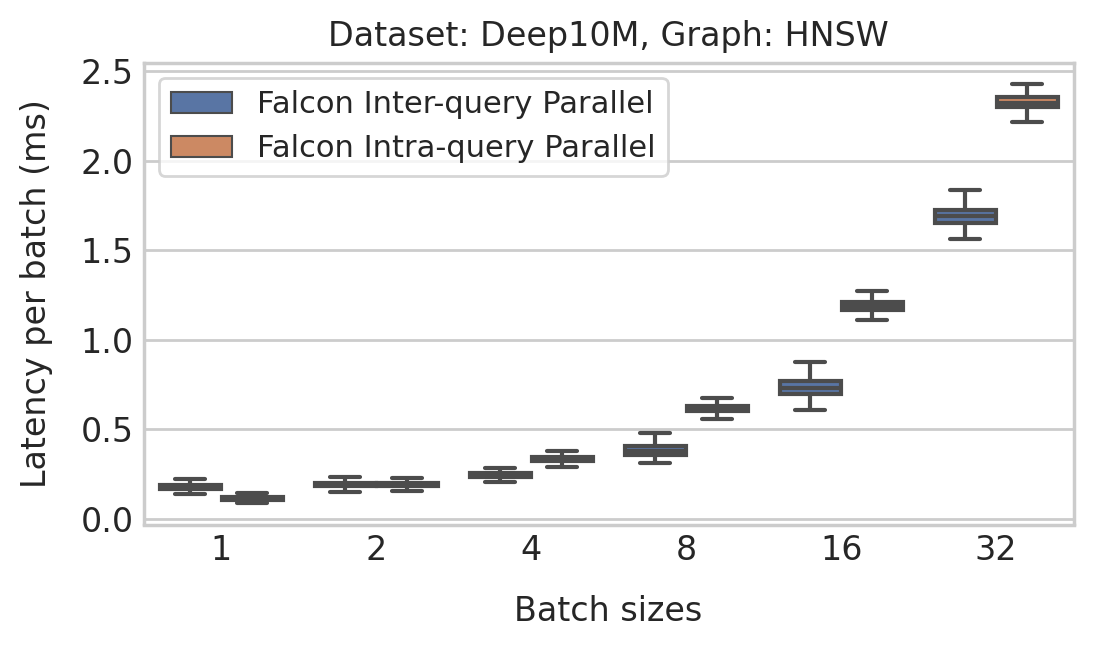 Dataset: Deep10M, Graph: HNSW
Falcon Inter-query Parallel
Falcon Intra-query Parallel
Latency per batch (ms)
2.5
2.0
1.5
1.0
0.5
0.0
1 2 4 8 16 32
Batch sizes